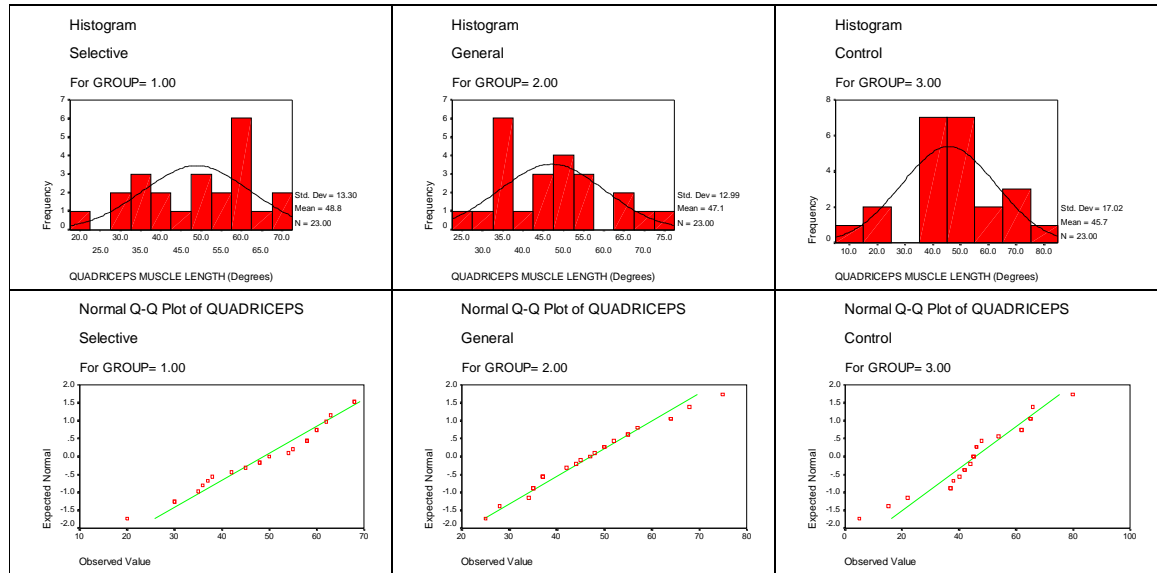 Histogram
Selective
For GROUP= 1.00
7
6
5
4
3
2
1
0
Frequency
Std. Dev = 13.30
Mean = 48.8
N = 23.00
20.0 30.0 35.0 40.0 50.0 60.0 70.0
25.0 45.0 55.0 65.0
QUADRICEPS MUSCLE LENGTH (Degrees)
Histogram
General
For GROUP= 2.00
7
6
5
4
3
2
1
0
Frequency
Std. Dev = 12.99
Mean = 47.1
N = 23.00
25.0 35.0 45.0 55.0 65.0 75.0
30.0 40.0 50.0 60.0 70.0
QUADRICEPS MUSCLE LENGTH (Degrees)
Histogram
Control
For GROUP= 3.00
8
6
4
2
0
Frequency
Std. Dev = 17.02
Mean = 45.7
N = 23.00
10.0 20.0 30.0 40.0 50.0 60.0 70.0 80.0
QUADRICEPS MUSCLE LENGTH (Degrees)
Normal Q-Q Plot of QUADRICEPS
Selective
For GROUP= 1.00
2.0
1.5
1.0
.5
0.0
-.5
-1.0
-1.5
-2.0
Expected Normal
10 20 30 40 50 60 70
Observed Value
Normal Q-Q Plot of QUADRICEPS
General
For GROUP= 2.00
2.0
1.5
1.0
.5
0.0
-.5
-1.0
-1.5
-2.0
Expected Normal
20 30 40 50 60 70 80
Observed Value
Normal Q-Q Plot of QUADRICEPS
Control
For GROUP= 3.00
2.0
1.5
1.0
.5
0.0
-.5
-1.0
-1.5
-2.0
Expected Normal
0 20 40 60 80 100
Observed Value